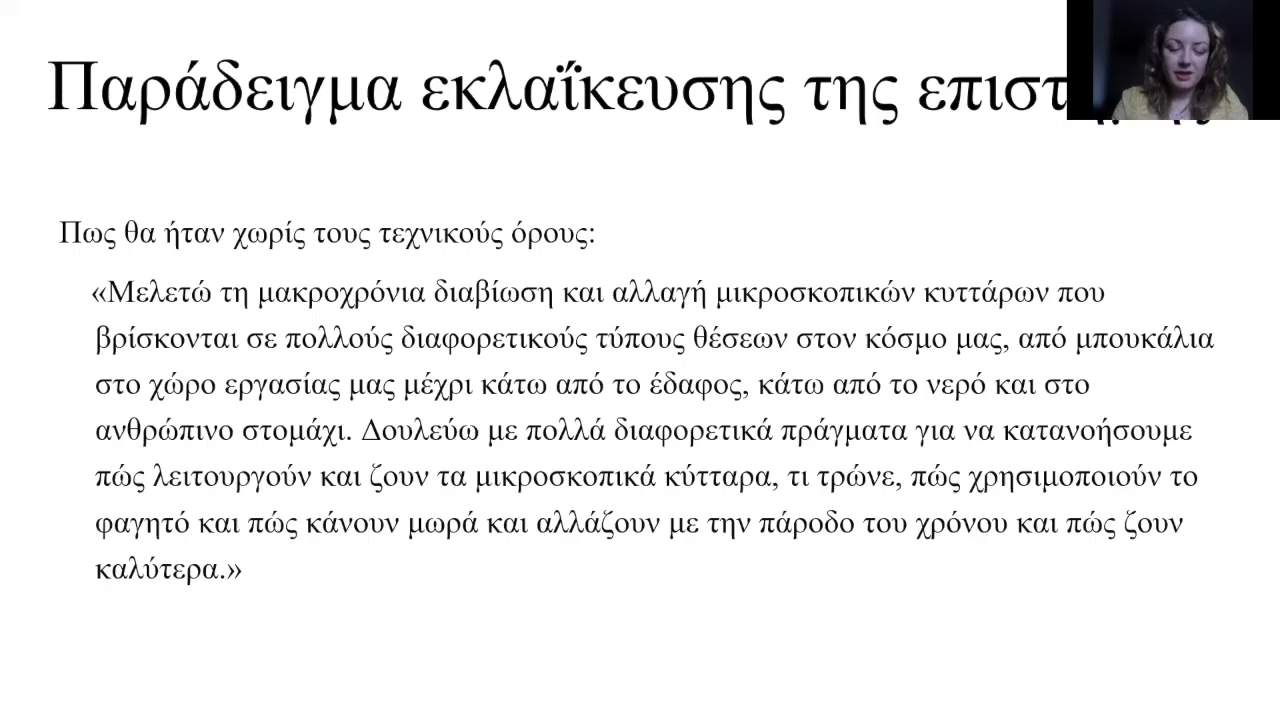 Παράδειγμα εκλαΐκευσης της
Πως θα ήταν χωρίς τους τεχνικούς όρους:
«Μελετώ τη μακροχρόνια διαβίωση και αλλαγή μικροσκοπικών κυττάρων που
βρίσκονται σε πολλούς διαφορετικούς τύπους θέσεων στον κόσμο μας, από μπουκάλια
στο χώρο εργασίας μας μέχρι κάτω από το έδαφος, κάτω από το νερό και στο
ανθρώπινο στομάχι. Δουλεύω με πολλά διαφορετικά πράγματα για να κατανοήσουμε
πώς λειτουργούν και ζουν τα μικροσκοπικά κύτταρα, τι τρώνε, πώς χρησιμοποιούν το
φαγητό και πώς κάνουν μωρά και αλλάζουν με την πάροδο του χρόνου και πώς ζουν
καλύτερα.»